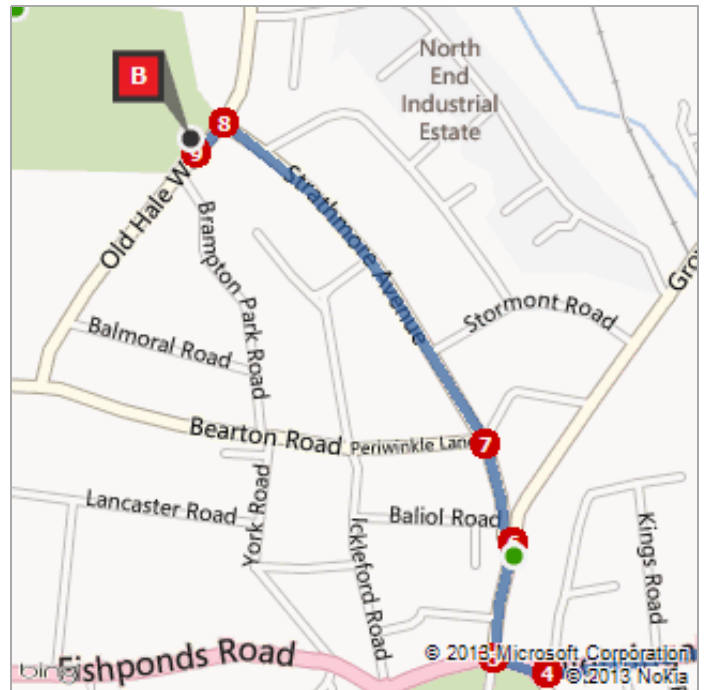 B
North
End
Industrial
Estate
8
9
Old Hale W
Strathmore Avenue
Brampton Park Road
Gro
Stormont Road
Balmoral Road
Bearton Road
Periwinkle Lane
7
Lancaster Road
Baliol Road
York Road
Ickleford Road
Kings Road
6
Fishponds Road
4
bing
© 2013 Microsoft Corporation
© 2013 Nokia